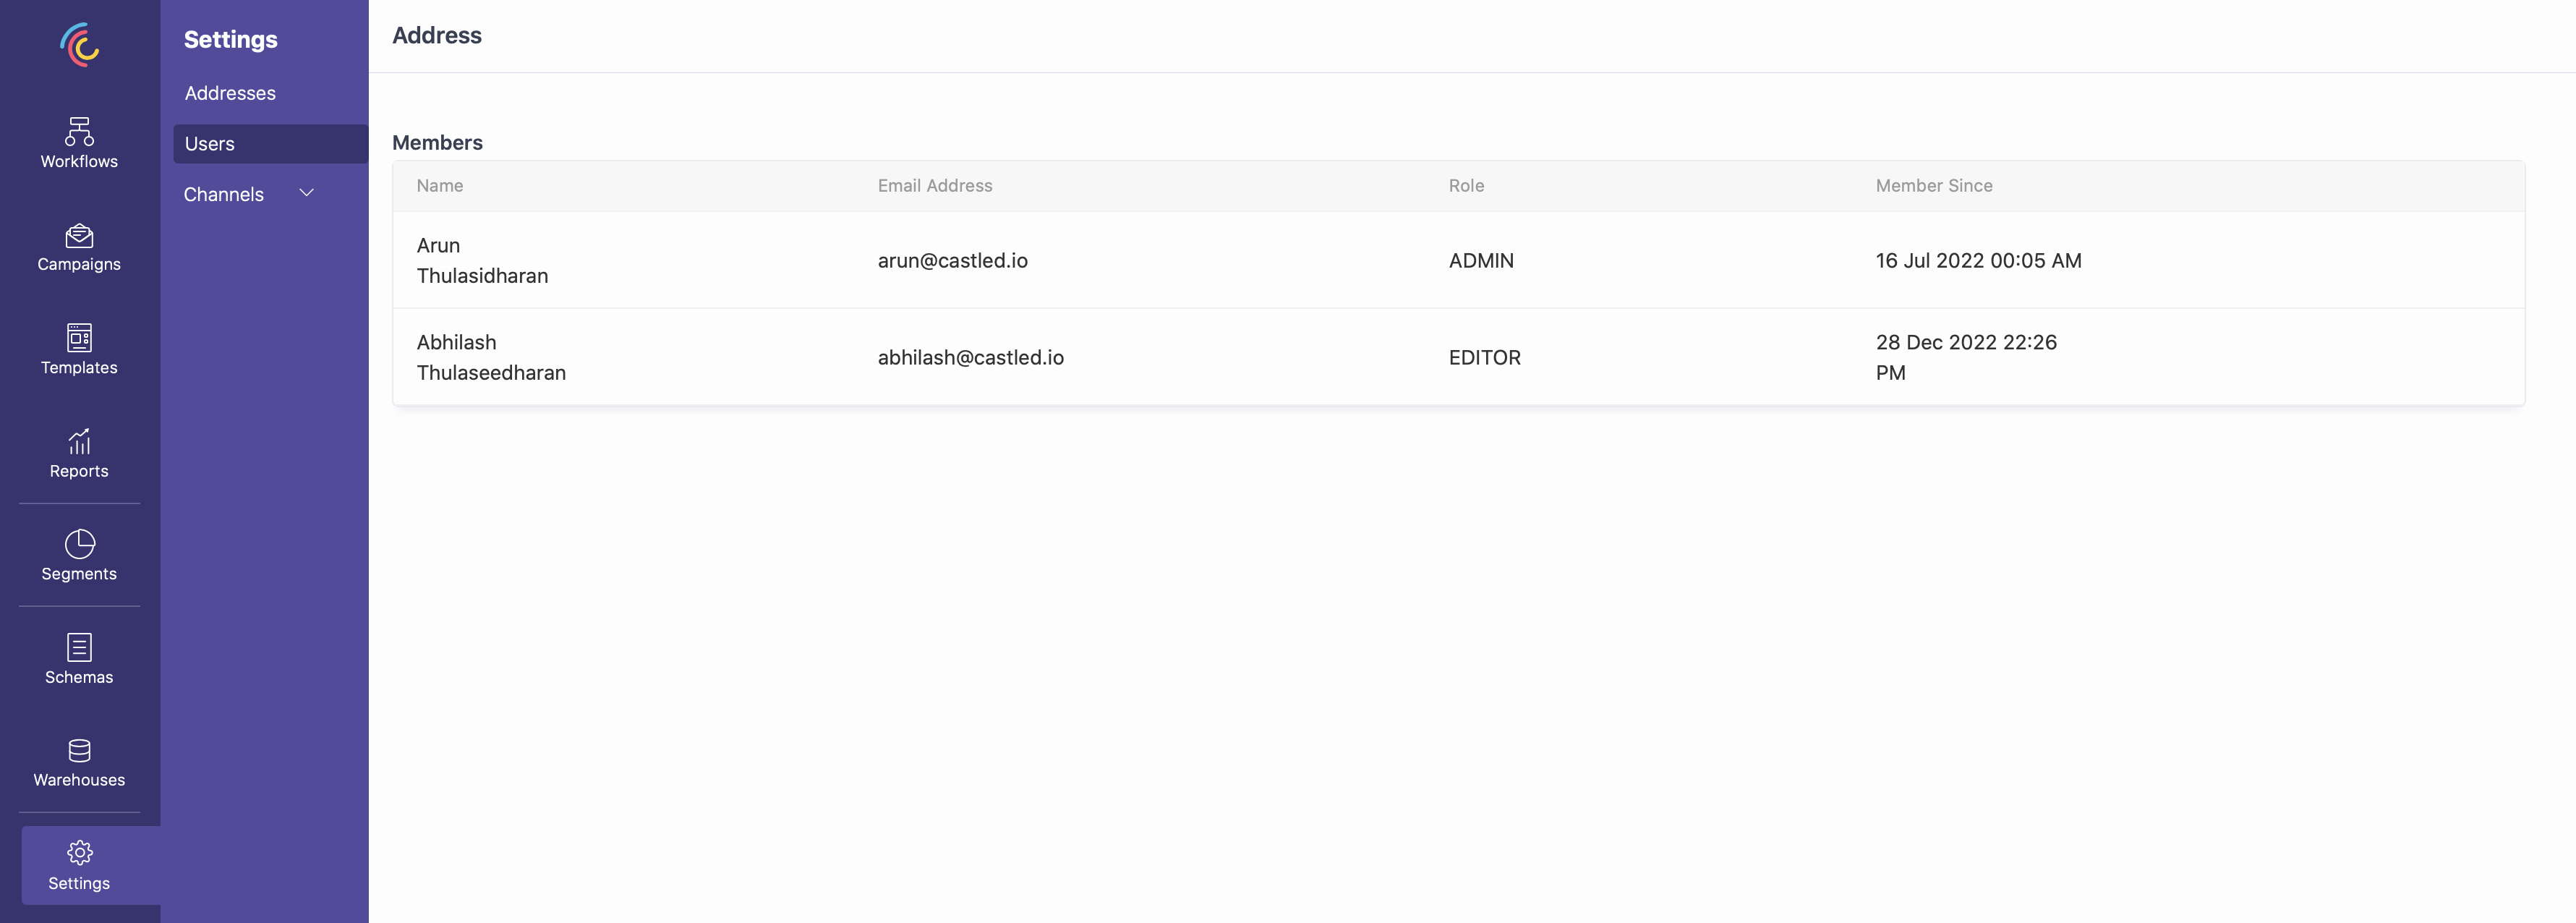 Workflows
Campaigns
Templates
Reports
Segments
Schemas
Warehouses
Settings
Settings
Addresses
Users
Channels
Address
Members
Name Email Address Role Member Since
Arun
Thulasidharan
arun@castled.io ADMIN 16 Jul 2022 00:05 AM
Abhilash
Thulaseedharan
abhilash@castled.io EDITOR 28 Dec 2022 22:26
PM